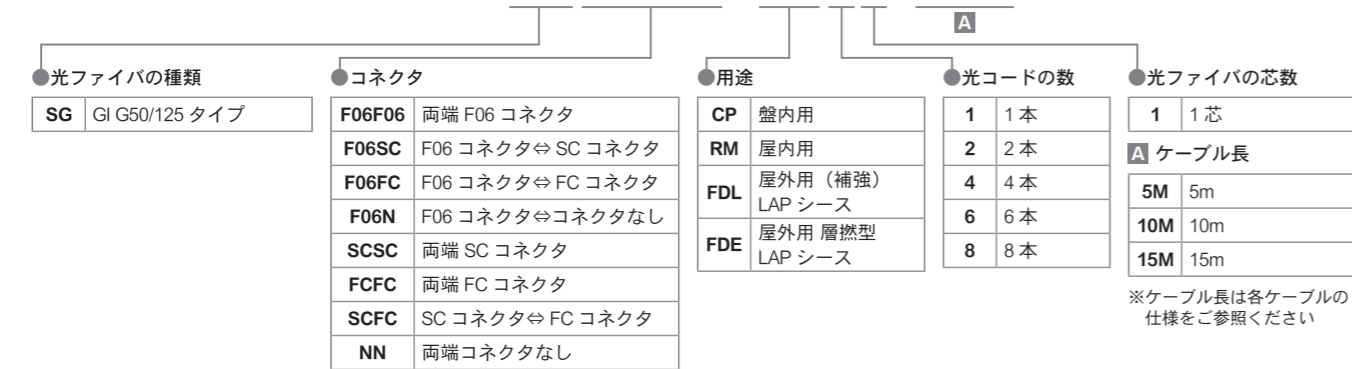 A
●光ファイバの種類
SG GI G50/125 タイプ
●コネクタ
F06F06 両端 F06 コネクタ
F06SC F06 コネクタ⇔ SC コネクタ
F06FC F06 コネクタ⇔ FC コネクタ
F06N F06 コネクタ⇔コネクタなし
SCSC 両端 SC コネクタ
FCFC 両端 FC コネクタ
SCFC SC コネクタ⇔ FC コネクタ
NN 両端コネクタなし
●用途
CP 盤内用
RM 屋内用
FDL 屋外用（補強）
LAP シース
FDE 屋外用 層撚型
LAP シース
●光コードの数
1 1 本
2 2 本
4 4 本
6 6 本
8 8 本
●光ファイバの芯数
1 1 芯
A ケーブル長
5M 5m
10M 10m
15M 15m
※ケーブル長は各ケーブルの
仕様をご参照ください